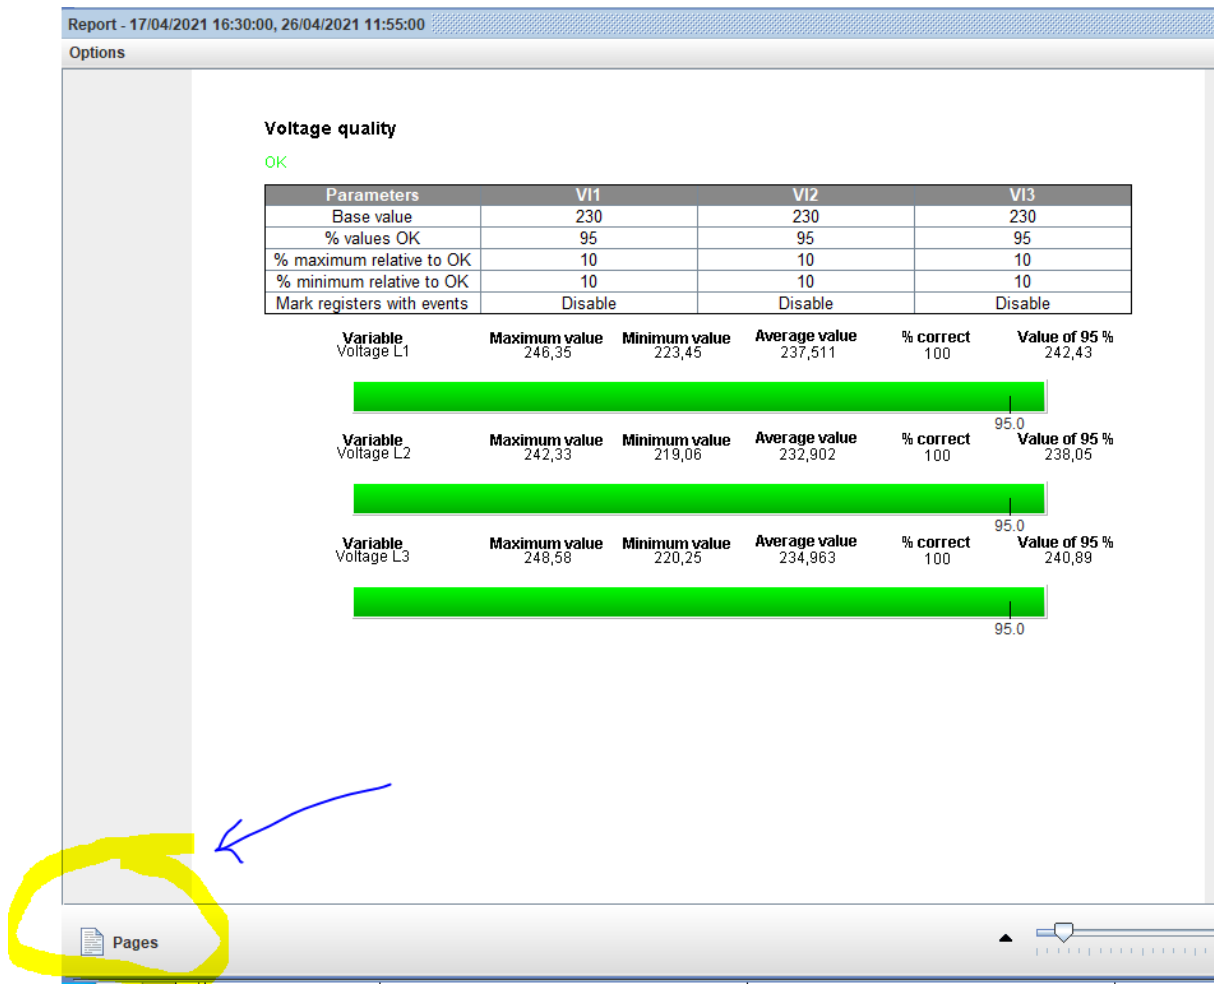 Report - 17/04/2021 16:30:00, 26/04/2021 11:55:00
Options
Voltage quality
OK
Parameters VI1 VI2 VI3
Base value 230 230 230
% values OK 95 95 95
% maximum relative to OK 10 10 10
% minimum relative to OK 10 10 10
Mark registers with events Disable Disable Disable
Variable Maximum value Minimum value Average value % correct Value of 95 %
Voltage L1 246,35 223,45 237,511 100 242,43
95.0
Variable Maximum value Minimum value Average value % correct Value of 95 %
Voltage L2 242,33 219,06 232,902 100 238,05
95.0
Variable Maximum value Minimum value Average value % correct Value of 95 %
Voltage L3 248,58 220,25 234,963 100 240,89
95.0
Pages